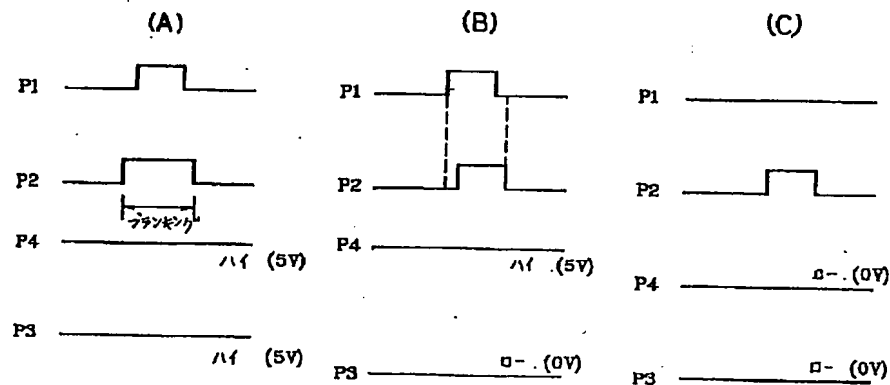 (A) (B) (C)
P1 P1 P1
P2 P2 P2
ブランキング
P4 ハイ (5V) P4 ハイ (5V) P4 ロー (0V)
P3 ハイ (5V) P3 ロー (0V) P3 ロー (0V)